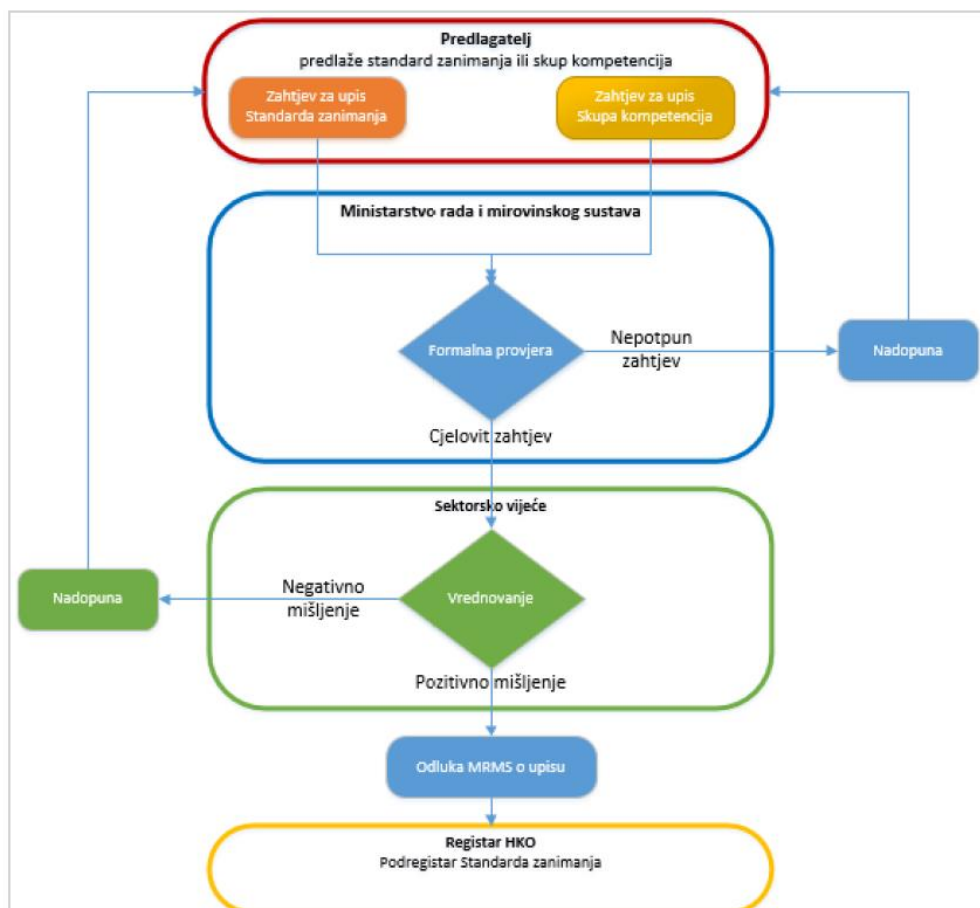 Predlagatelj
predlaže standard zanimanja ili skup kompetencija
Zahtjev za upis
Standarda zanimanja
Zahtjev za upis
Skupa kompetencija
Ministarstvo rada i mirovinskog sustava
Formalna provjera
Nepotpun
zahtjev
Nadopuna
Cjelovit zahtjev
Sektorsko vijeće
Nadopuna
Negativno
mišljenje
Vrednovanje
Pozitivno mišljenje
Odluka MRMS o upisu
Registar HKO
Podregistar Standarda zanimanja